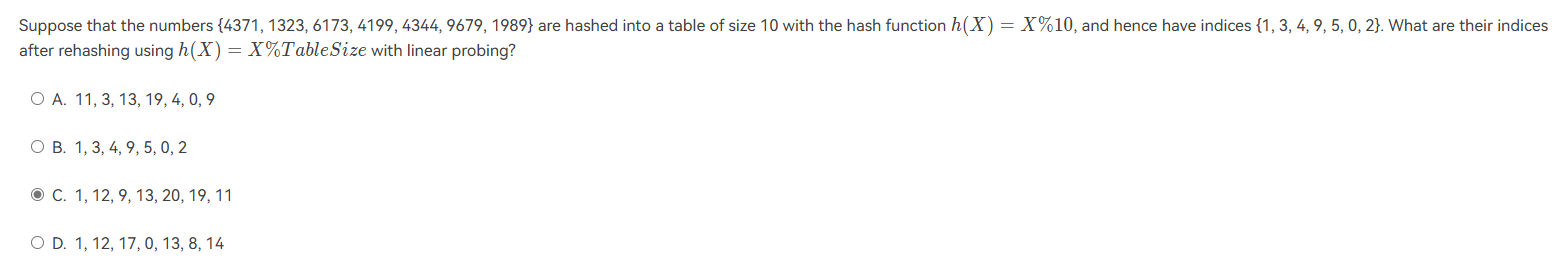 Suppose that the numbers {4371, 1323, 6173, 4199, 4344, 9679, 1989} are hashed into a table of size 10 with the hash function h(X) = X%10, and hence have indices {1, 3, 4, 9, 5, 0, 2}. What are their indices
after rehashing using h(X) = X%TableSize with linear probing?
A. 11, 3, 13, 19, 4, 0, 9
B. 1, 3, 4, 9, 5, 0, 2
C. 1, 12, 9, 13, 20, 19, 11
D. 1, 12, 17, 0, 13, 8, 14